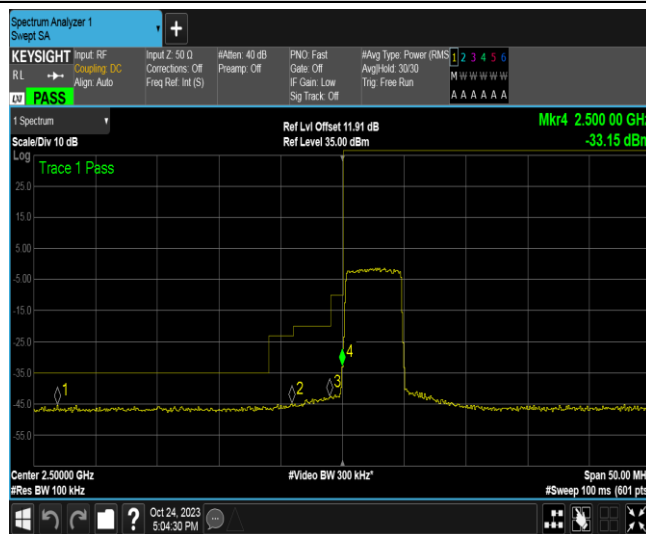 Spectrum Analyzer 1
Swept SA
+
KEYSIGHT
RL
LXI PASS
Input: RF
Coupling: DC
Align: Auto
Input Z: 50 Ω
Corrections: Off
Freq Ref: Int (S)
#Atten: 40 dB
Preamp: Off
PNO: Fast
Gate: Off
IF Gain: Low
Sig Track: Off
#Avg Type: Power (RMS
Avg|Hold: 30/30
Trig: Free Run
1 2 3 4 5 6
M W W W W W
A A A A A A
1 Spectrum
Scale/Div 10 dB
Ref Lvl Offset 11.91 dB
Ref Level 35.00 dBm
Mkr4 2.500 00 GHz
-33.15 dBm
Log
Trace 1 Pass
25.0
15.0
5.00
-5.00
-15.0
-25.0
-35.0
-45.0
-55.0
1
2
3
4
Center 2.50000 GHz
#Res BW 100 kHz
#Video BW 300 kHz*
Span 50.00 MH
#Sweep 100 ms (601 pts
?
Oct 24, 2023
5:04:30 PM